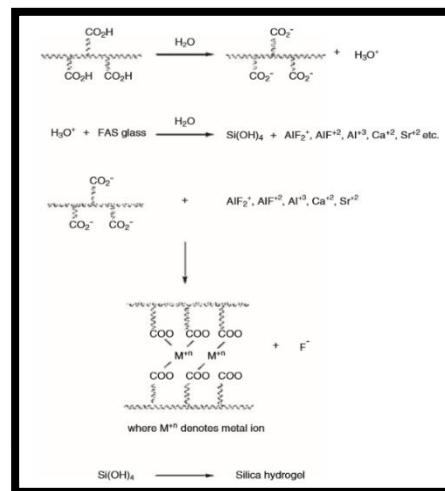 CO₂H H₂O CO₂⁻
CO₂H CO₂H CO₂⁻ CO₂⁻ + H₃O⁺
H₃O⁺ + FAS glass H₂O Si(OH)₄ + AlF₂⁺, AlF⁺², Al⁺³, Ca⁺², Sr⁺² etc.
CO₂⁻
CO₂⁻ CO₂⁻ + AlF₂⁺, AlF⁺², Al⁺³, Ca⁺², Sr⁺²
COO COO COO
M⁺ⁿ M⁺ⁿ + F⁻
COO COO COO
where M⁺ⁿ denotes metal ion
Si(OH)₄ Silica hydrogel